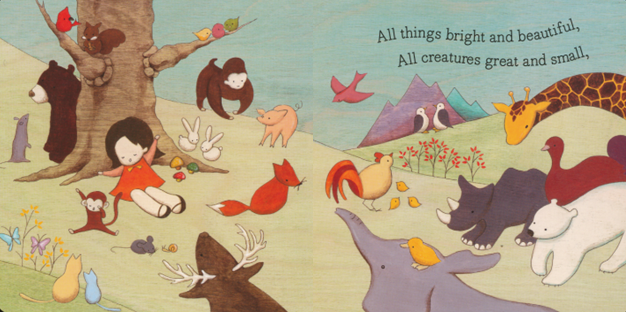 All things bright and beautiful,
All creatures great and small,